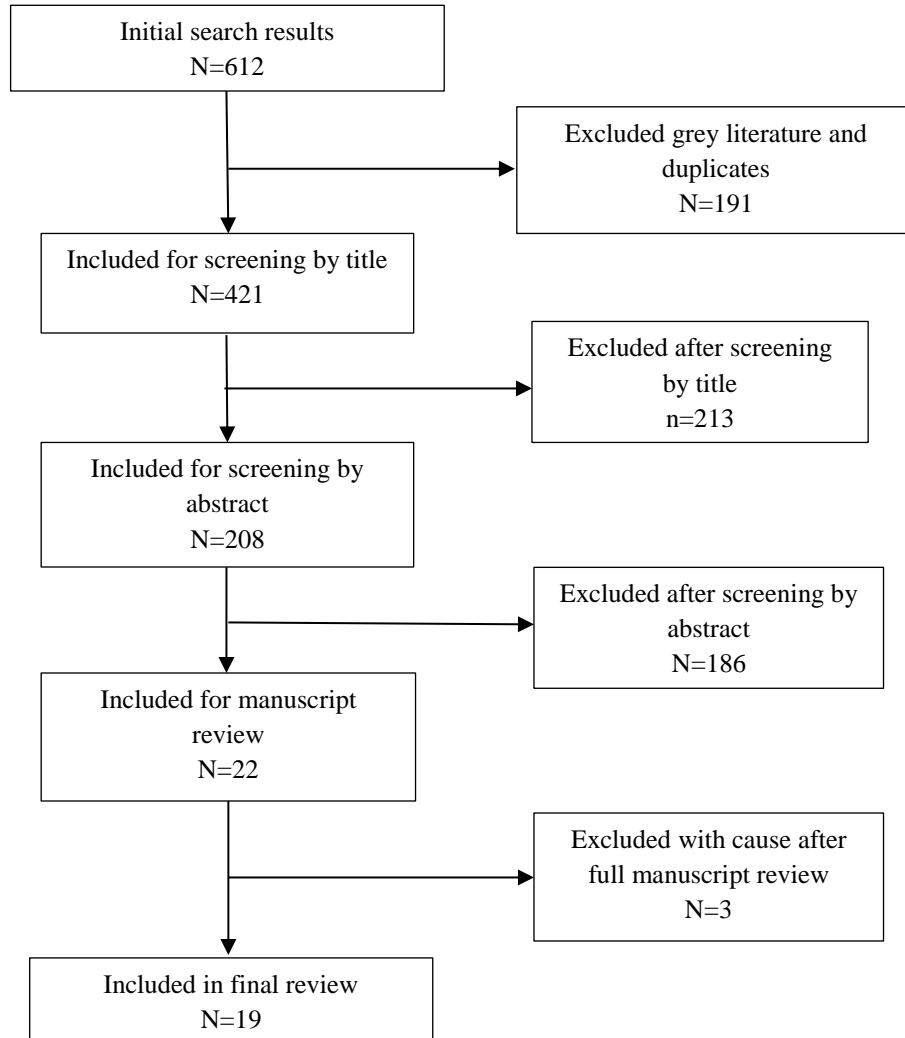 Initial search results
N=612
Excluded grey literature and
duplicates
N=191
Included for screening by title
N=421
Excluded after screening
by title
n=213
Included for screening by
abstract
N=208
Excluded after screening by
abstract
N=186
Included for manuscript
review
N=22
Excluded with cause after
full manuscript review
N=3
Included in final review
N=19